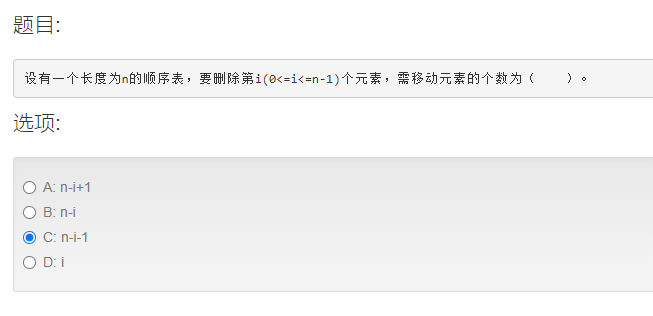 题目:
设有一个长度为n的顺序表，要删除第i(0<=i<=n-1)个元素，需移动元素的个数为（    ）。
选项:
A: n-i+1
B: n-i
C: n-i-1
D: i